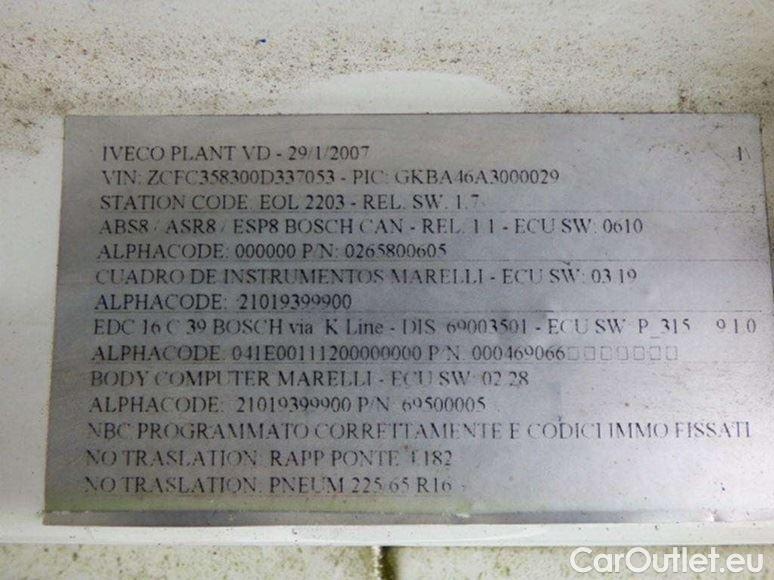 IVECO PLANT VD - 29/1/2007
VIN: ZCFC358300D337053 - PIC: GKBA46A3000029
STATION CODE: EOL 2203 - REL. SW. 1.7
ABS8 / ASR8 / ESP8 BOSCH CAN - REL. 1.1 - ECU SW: 0610
ALPHACODE: 000000 P/N: 0265800605
CUADRO DE INSTRUMENTOS MARELLI - ECU SW: 03.19
ALPHACODE: 21019399900
EDC 16 C 39 BOSCH via K Line - DIS 69003501 - ECU SW P_315 9.1.0
ALPHACODE: 041E00111200000000 P/N: 000469066□□□□□□□
BODY COMPUTER MARELLI - ECU SW: 02.28
ALPHACODE: 21019399900 P/N: 69500005
NBC PROGRAMMATO CORRETTAMENTE E CODICI IMMO FISSATI
NO TRASLATION: RAPP PONTE 4.182
NO TRASLATION: PNEUM 225/65 R16
CarOutlet.eu